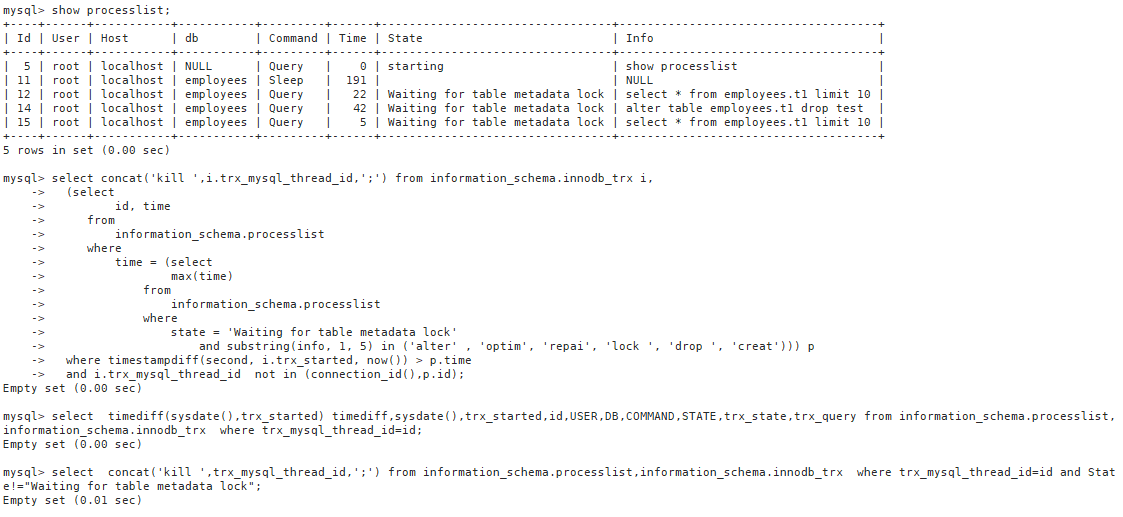 mysql> show processlist;
+----+------+-----------+-----------+---------+------+---------------------------------+-------------------------------------+
| Id | User | Host      | db        | Command | Time | State                           | Info                                |
+----+------+-----------+-----------+---------+------+---------------------------------+-------------------------------------+
|  5 | root | localhost | NULL      | Query   |    0 | starting                        | show processlist                    |
| 11 | root | localhost | employees | Sleep   |  191 |                                 | NULL                                |
| 12 | root | localhost | employees | Query   |   22 | Waiting for table metadata lock | select * from employees.t1 limit 10 |
| 14 | root | localhost | employees | Query   |   42 | Waiting for table metadata lock | alter table employees.t1 drop test  |
| 15 | root | localhost | employees | Query   |    5 | Waiting for table metadata lock | select * from employees.t1 limit 10 |
+----+------+-----------+-----------+---------+------+---------------------------------+-------------------------------------+
5 rows in set (0.00 sec)

mysql> select concat('kill ',i.trx_mysql_thread_id,';') from information_schema.innodb_trx i,
    ->   (select
    ->          id, time
    ->      from
    ->          information_schema.processlist
    ->      where
    ->          time = (select
    ->                  max(time)
    ->              from
    ->                  information_schema.processlist
    ->              where
    ->                  state = 'Waiting for table metadata lock'
    ->                      and substring(info, 1, 5) in ('alter' , 'optim', 'repai', 'lock ', 'drop ', 'creat'))) p
    ->   where timestampdiff(second, i.trx_started, now()) > p.time
    ->   and i.trx_mysql_thread_id  not in (connection_id(),p.id);
Empty set (0.00 sec)

mysql> select  timediff(sysdate(),trx_started) timediff,sysdate(),trx_started,id,USER,DB,COMMAND,STATE,trx_state,trx_query from information_schema.processlist,
information_schema.innodb_trx  where trx_mysql_thread_id=id;
Empty set (0.00 sec)

mysql> select  concat('kill ',trx_mysql_thread_id,';') from information_schema.processlist,information_schema.innodb_trx  where trx_mysql_thread_id=id and Stat
e!="Waiting for table metadata lock";
Empty set (0.01 sec)